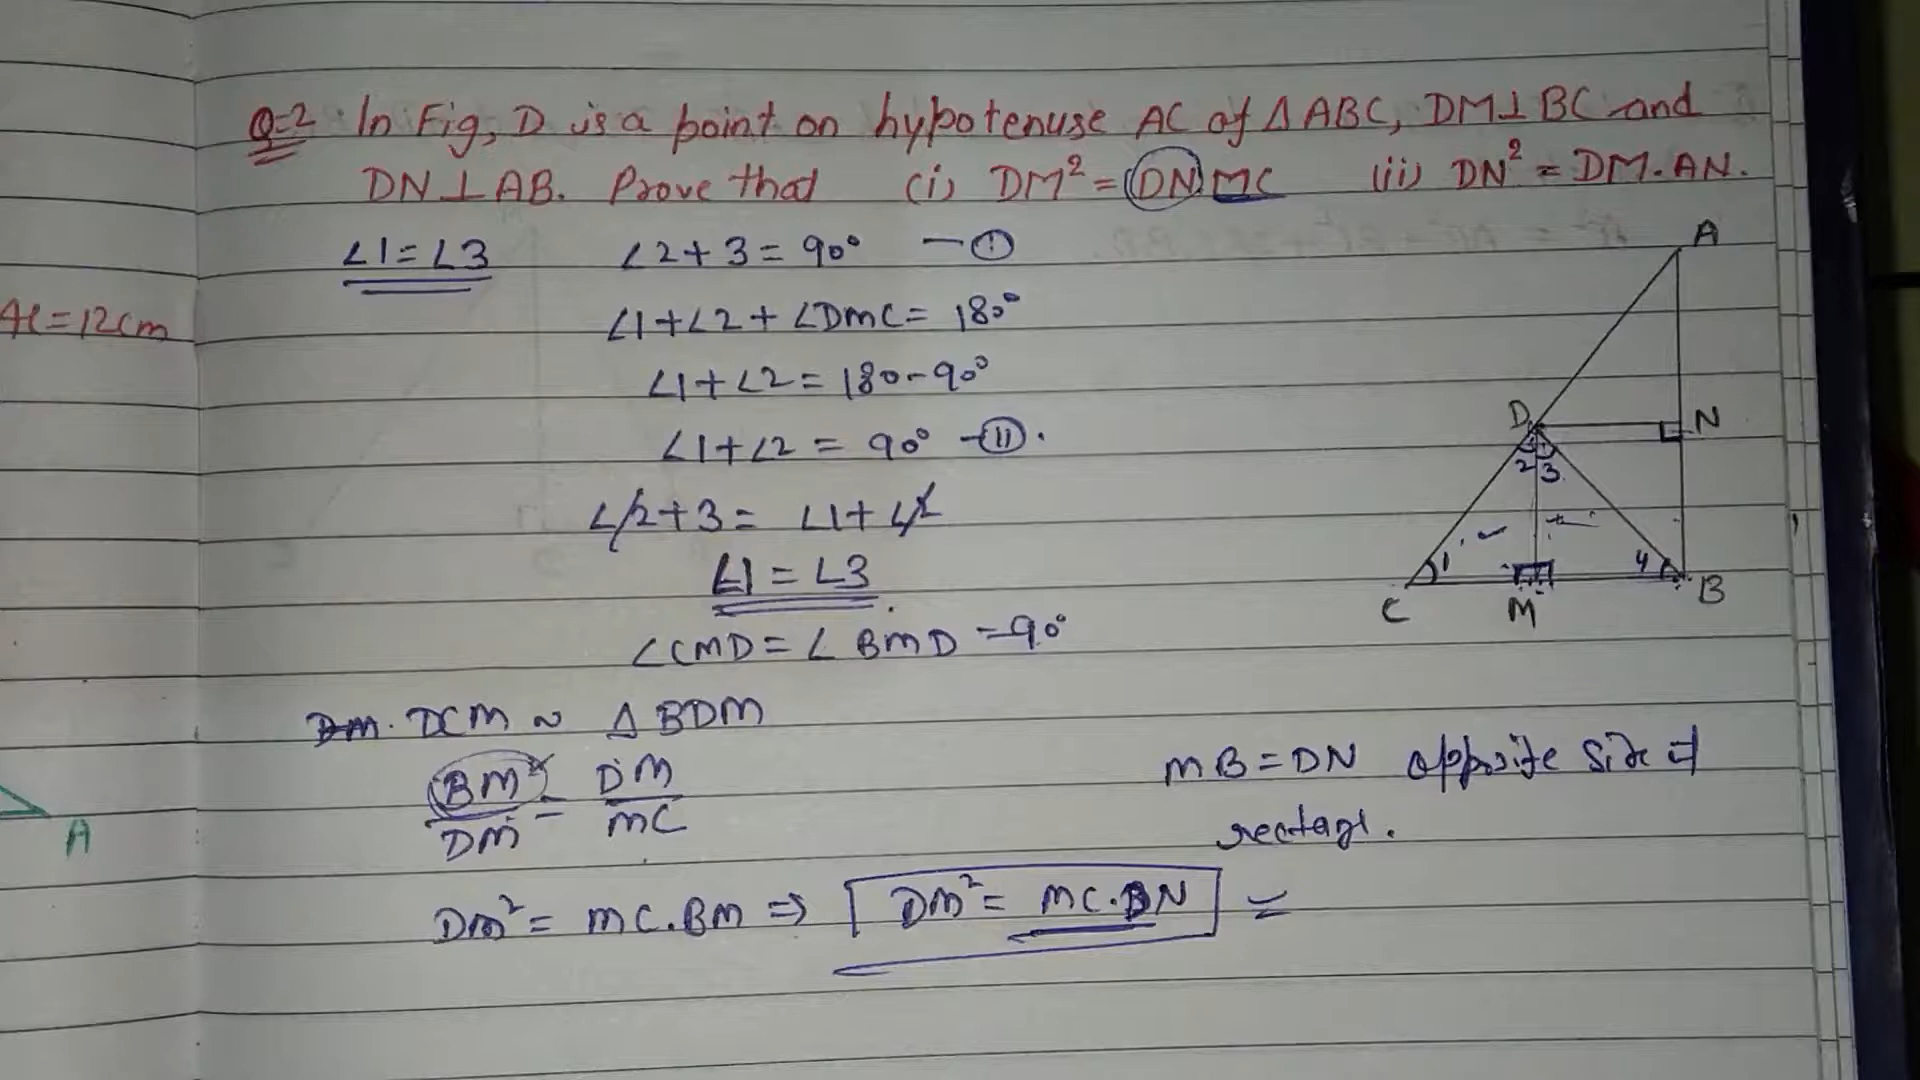 Q=2 In Fig, D is a point on hypotenuse AC of ΔABC, DM⊥BC and
DN⊥AB. Prove that (i) DM² = DN MC (ii) DN² = DM.AN.
∠1=∠3 ∠2+3=90° —(I)
∠1+∠2+∠DMC=180°
∠1+∠2=180-90°
∠1+∠2=90° —(II).
∠2+3=∠1+∠2
∠1=∠3
∠CMD=∠BMD=90°
DM. DCM ~ ΔBDM
BM/DM = DM/MC
MB=DN opposite side of
DM² = MC.BM ⇒ DM² = MC.DN
AC=12cm
A
A
D
N
2
3
1
4
C
M
B